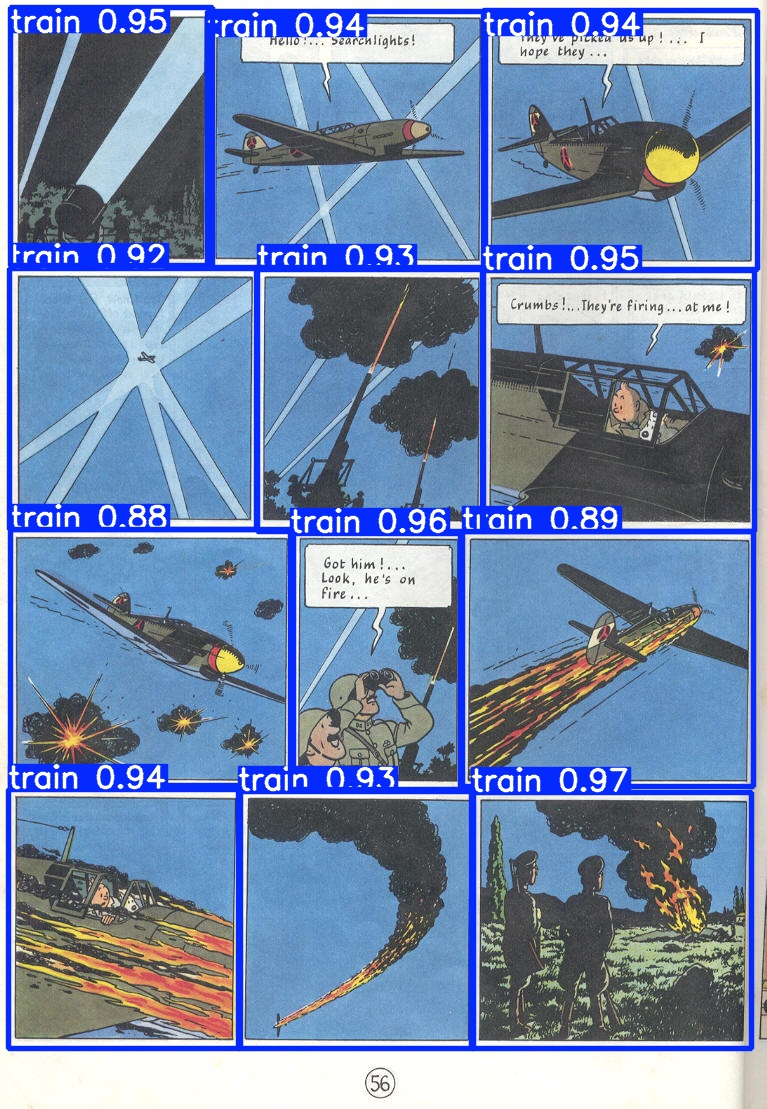 train 0.95
train 0.94
Hello !... Searchlights!
train 0.94
They've picked us up ! ... I
hope they ...
train 0.92
train 0.93
train 0.95
Crumbs!...They're firing...at me!
train 0.88
train 0.96
Got him!...
Look, he's on
fire...
train 0.89
train 0.94
train 0.93
train 0.97
56